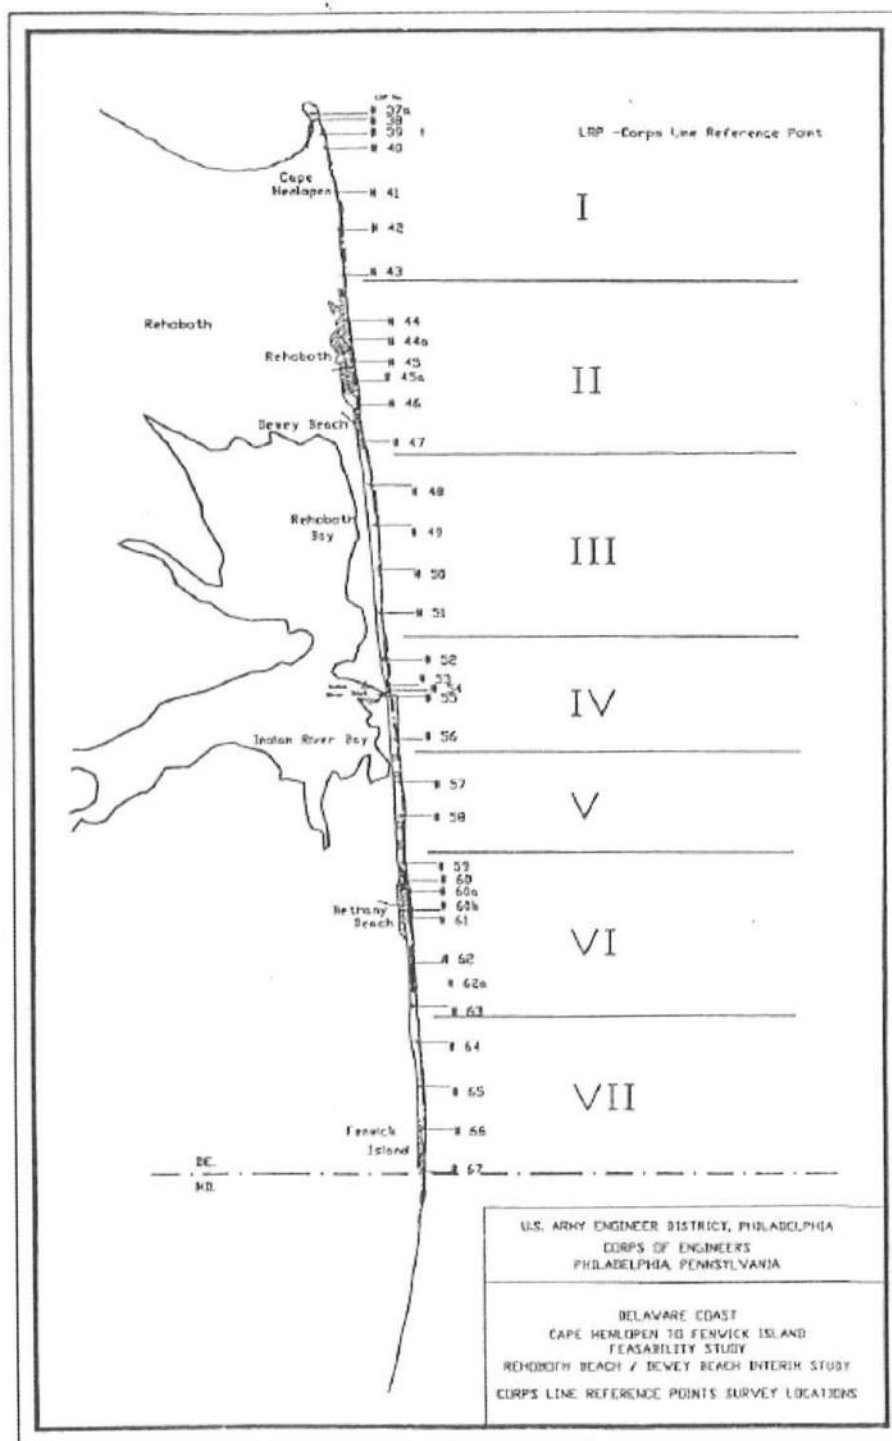 LRP No.
# 37a
# 38
# 39
# 40
LRP -Corps Line Reference Point
Cape
Henlopen
# 41
I
# 42
# 43
Rehoboth
# 44
# 44a
Rehoboth
# 45
# 45a
II
# 46
Dewey Beach
# 47
# 48
Rehoboth
Bay
# 49
III
# 50
# 51
# 52
# 53
# 54
# 55
IV
Indian River Bay
# 56
# 57
V
# 58
# 59
# 60
# 60a
# 60b
Bethany
Beach
# 61
VI
# 62
# 62a
# 63
# 64
# 65
VII
Fenwick
Island
# 66
# 67
DE.
MD.
U.S. ARMY ENGINEER DISTRICT, PHILADELPHIA
CORPS OF ENGINEERS
PHILADELPHIA, PENNSYLVANIA
DELAWARE COAST
CAPE HENLOPEN TO FENWICK ISLAND
FEASABILITY STUDY
REHOBOTH BEACH / DEWEY BEACH INTERIM STUDY
CORPS LINE REFERENCE POINTS SURVEY LOCATIONS